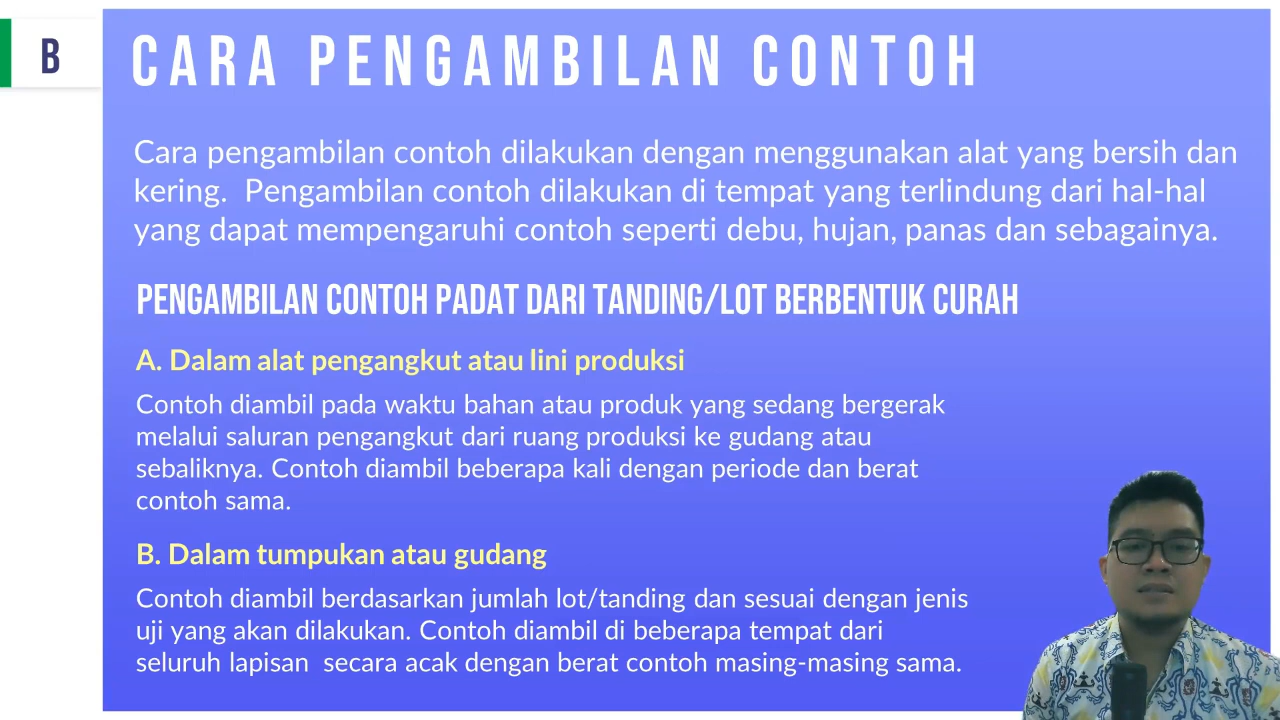 B
CARA PENGAMBILAN CONTOH
Cara pengambilan contoh dilakukan dengan menggunakan alat yang bersih dan
kering. Pengambilan contoh dilakukan di tempat yang terlindung dari hal-hal
yang dapat mempengaruhi contoh seperti debu, hujan, panas dan sebagainya.
PENGAMBILAN CONTOH PADAT DARI TANDING/LOT BERBENTUK CURAH
A. Dalam alat pengangkut atau lini produksi
Contoh diambil pada waktu bahan atau produk yang sedang bergerak
melalui saluran pengangkut dari ruang produksi ke gudang atau
sebaliknya. Contoh diambil beberapa kali dengan periode dan berat
contoh sama.
B. Dalam tumpukan atau gudang
Contoh diambil berdasarkan jumlah lot/tanding dan sesuai dengan jenis
uji yang akan dilakukan. Contoh diambil di beberapa tempat dari
seluruh lapisan secara acak dengan berat contoh masing-masing sama.